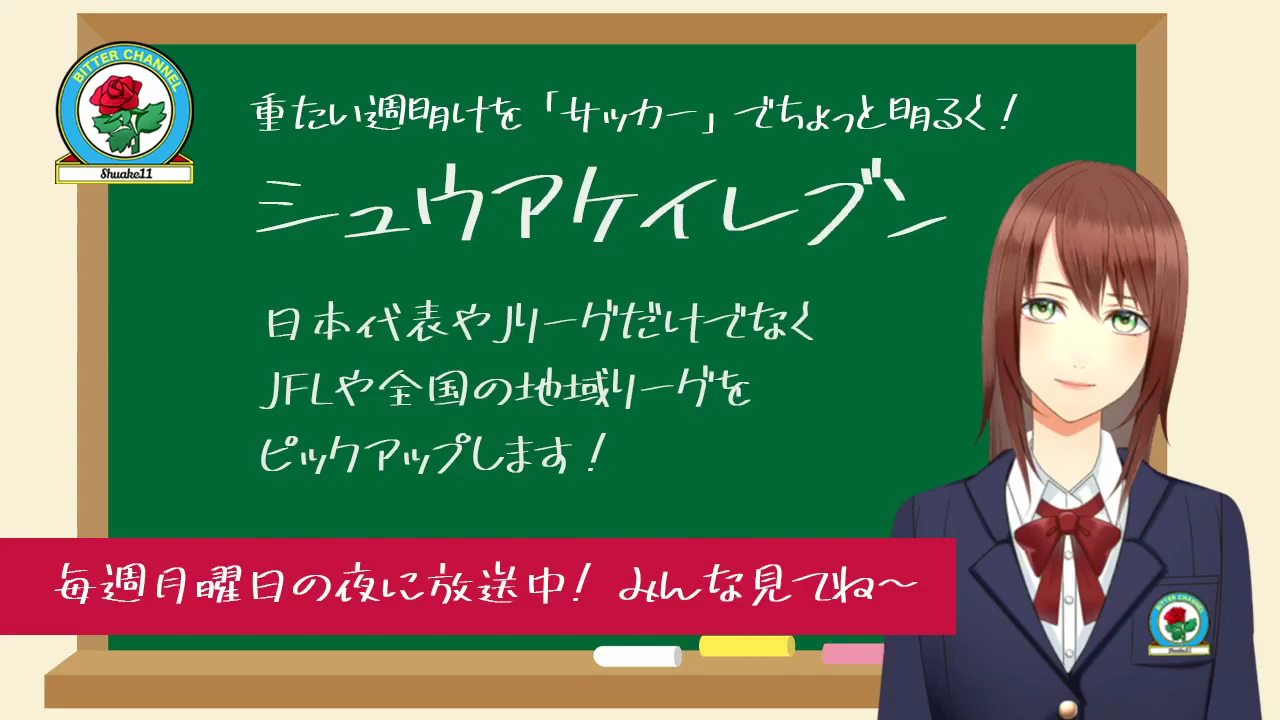 BITTER CHANNEL
Shuake11
重たい週明けを「サッカー」でちょっと明るく！
シュウアケイレブン
日本代表やJリーグだけでなく
JFLや全国の地域リーグを
ピックアップします！
毎週月曜日の夜に放送中！ みんな見てね～
BITTER CHANNEL
Shuake11